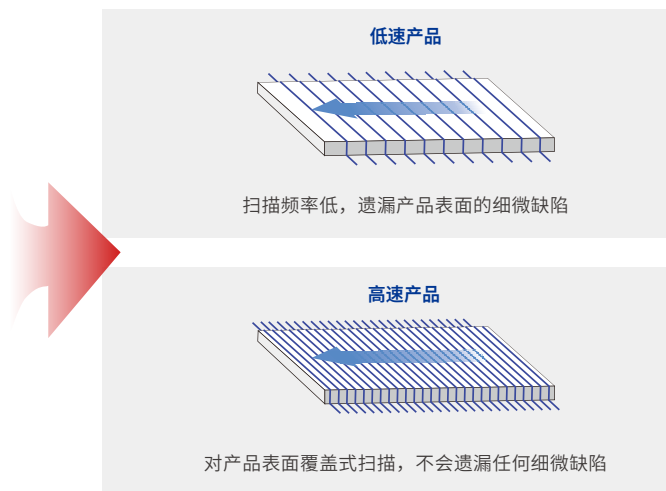 低速产品
扫描频率低，遗漏产品表面的细微缺陷
高速产品
对产品表面覆盖式扫描，不会遗漏任何细微缺陷